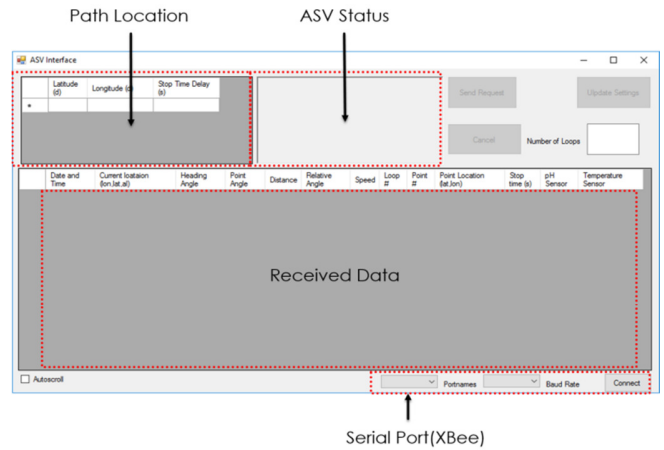 Path Location
ASV Status
ASV Interface
Latitude (d)
Longitude (d)
Stop Time Delay (s)
Send Request
Update Settings
Cancel
Number of Loops
Date and Time
Current loataion (lon,lat,al)
Heading Angle
Point Angle
Distance
Relative Angle
Speed
Loop #
Point #
Point Location (lat,lon)
Stop time (s)
pH Sensor
Temperature Sensor
Received Data
Autoscroll
Portnames
Baud Rate
Connect
Serial Port(XBee)